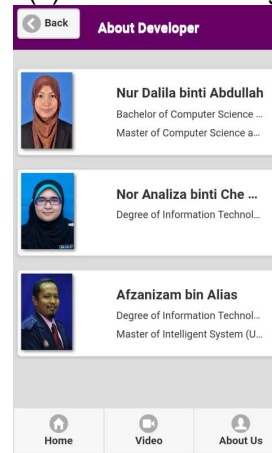 Back
About Developer
Nur Dalila binti Abdullah
Bachelor of Computer Science ...
Master of Computer Science a...
Nor Analiza binti Che ...
Degree of Information Technol...
Afzanizam bin Alias
Degree of Information Technol...
Master of Intelligent System (U...
Home
Video
About Us